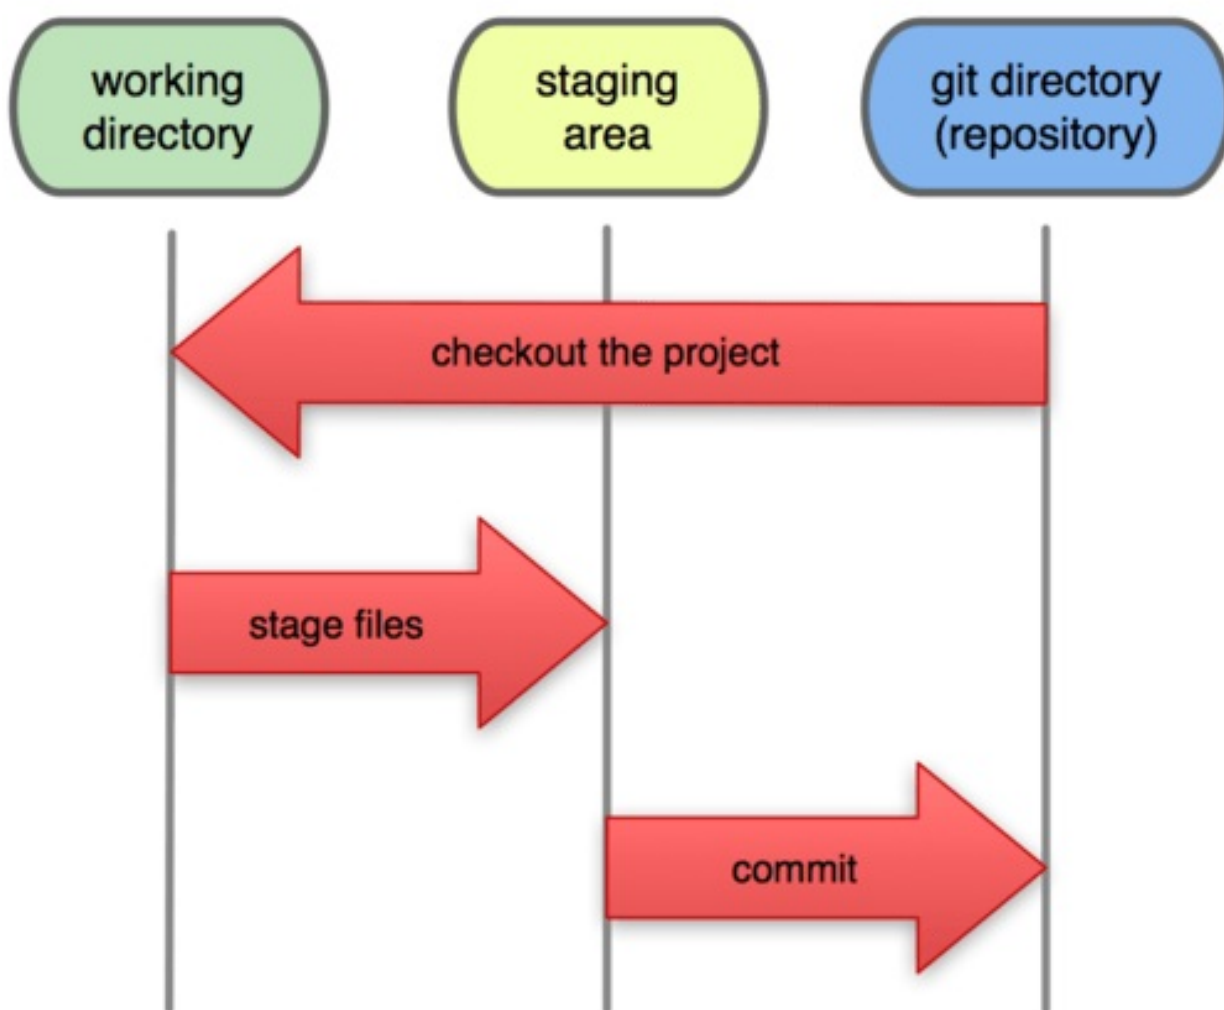 working
directory
staging
area
git directory
(repository)
checkout the project
stage files
commit